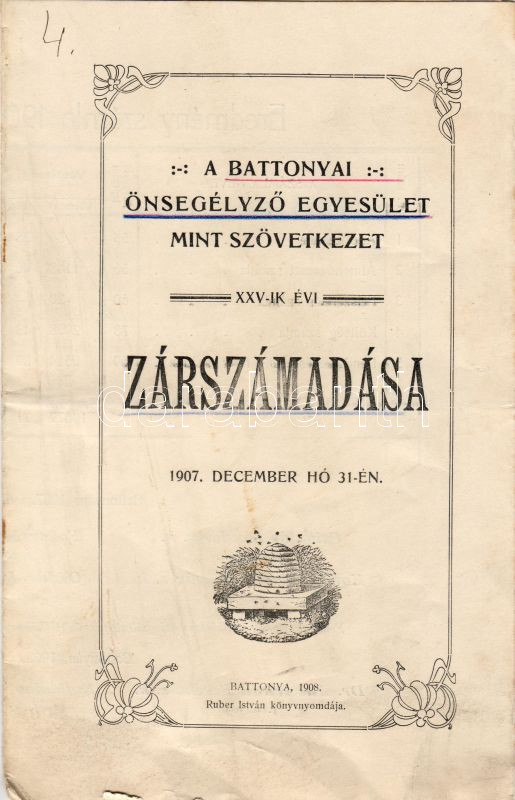 4.
:-: A BATTONYAI :-:
ÖNSEGÉLYZŐ EGYESÜLET
MINT SZÖVETKEZET
XXV-IK ÉVI
ZÁRSZÁMADÁSA
darabanth
1907. DECEMBER HÓ 31-ÉN.
BATTONYA, 1908.
Ruber István könyvnyomdája.